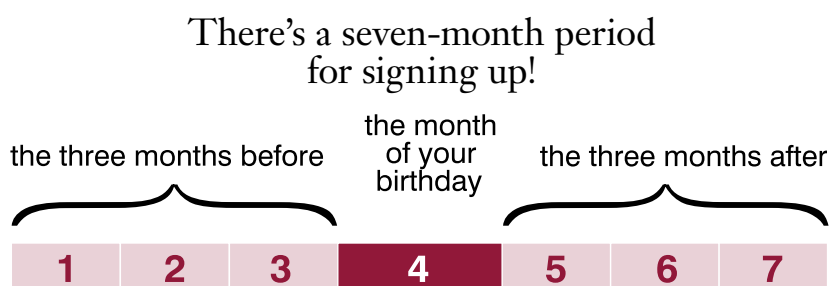 There’s a seven-month period
for signing up!
the three months before
the month
of your
birthday
the three months after
1 2 3 4 5 6 7